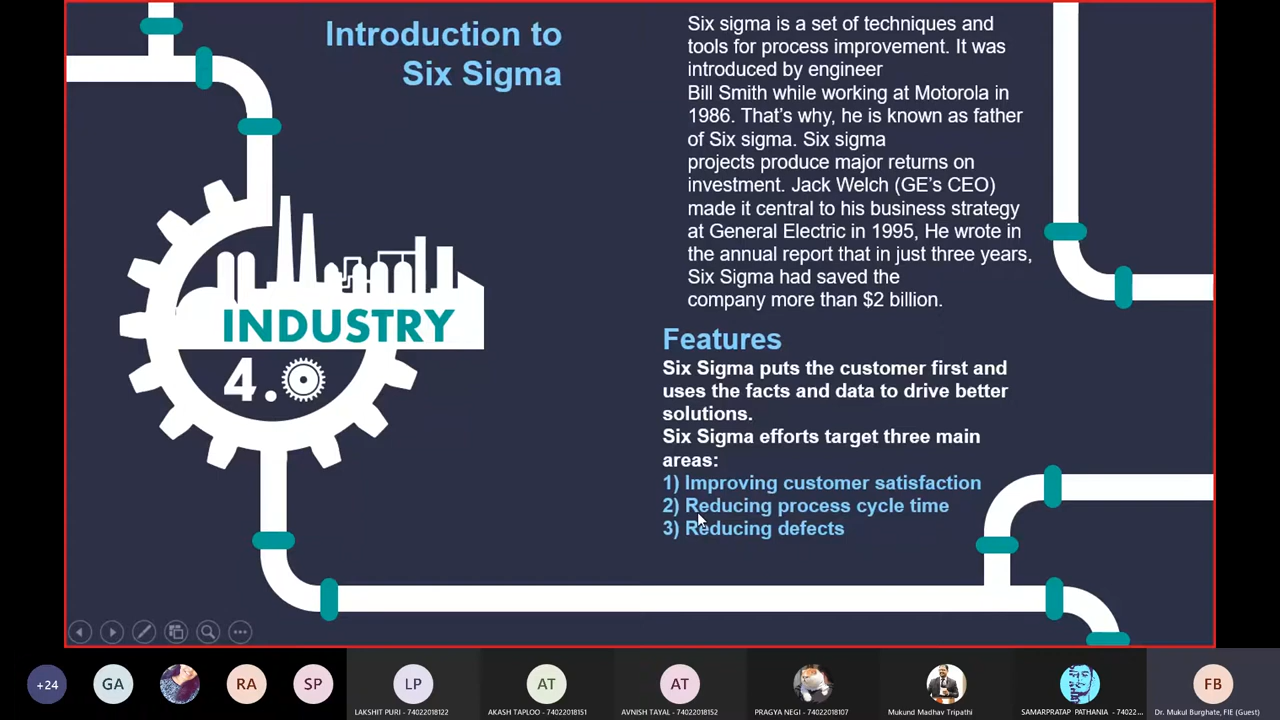 Introduction to
Six Sigma
Six sigma is a set of techniques and
tools for process improvement. It was
introduced by engineer
Bill Smith while working at Motorola in
1986. That's why, he is known as father
of Six sigma. Six sigma
projects produce major returns on
investment. Jack Welch (GE's CEO)
made it central to his business strategy
at General Electric in 1995, He wrote in
the annual report that in just three years,
Six Sigma had saved the
company more than $2 billion.
INDUSTRY
4.0
Features
Six Sigma puts the customer first and
uses the facts and data to drive better
solutions.
Six Sigma efforts target three main
areas:
1) Improving customer satisfaction
2) Reducing process cycle time
3) Reducing defects
+24
GA
RA
SP
LP
AT
AT
FB
LAKSHIT PURI - 74022018122
AKASH TAPLOO - 74022018151
AVNISH TAYAL - 74022018152
PRAGYA NEGI - 74022018107
Mukund Madhav Tripathi
SAMARPRATAP PATHANIA - 74022...
Dr. Mukul Burghate, FIE (Guest)